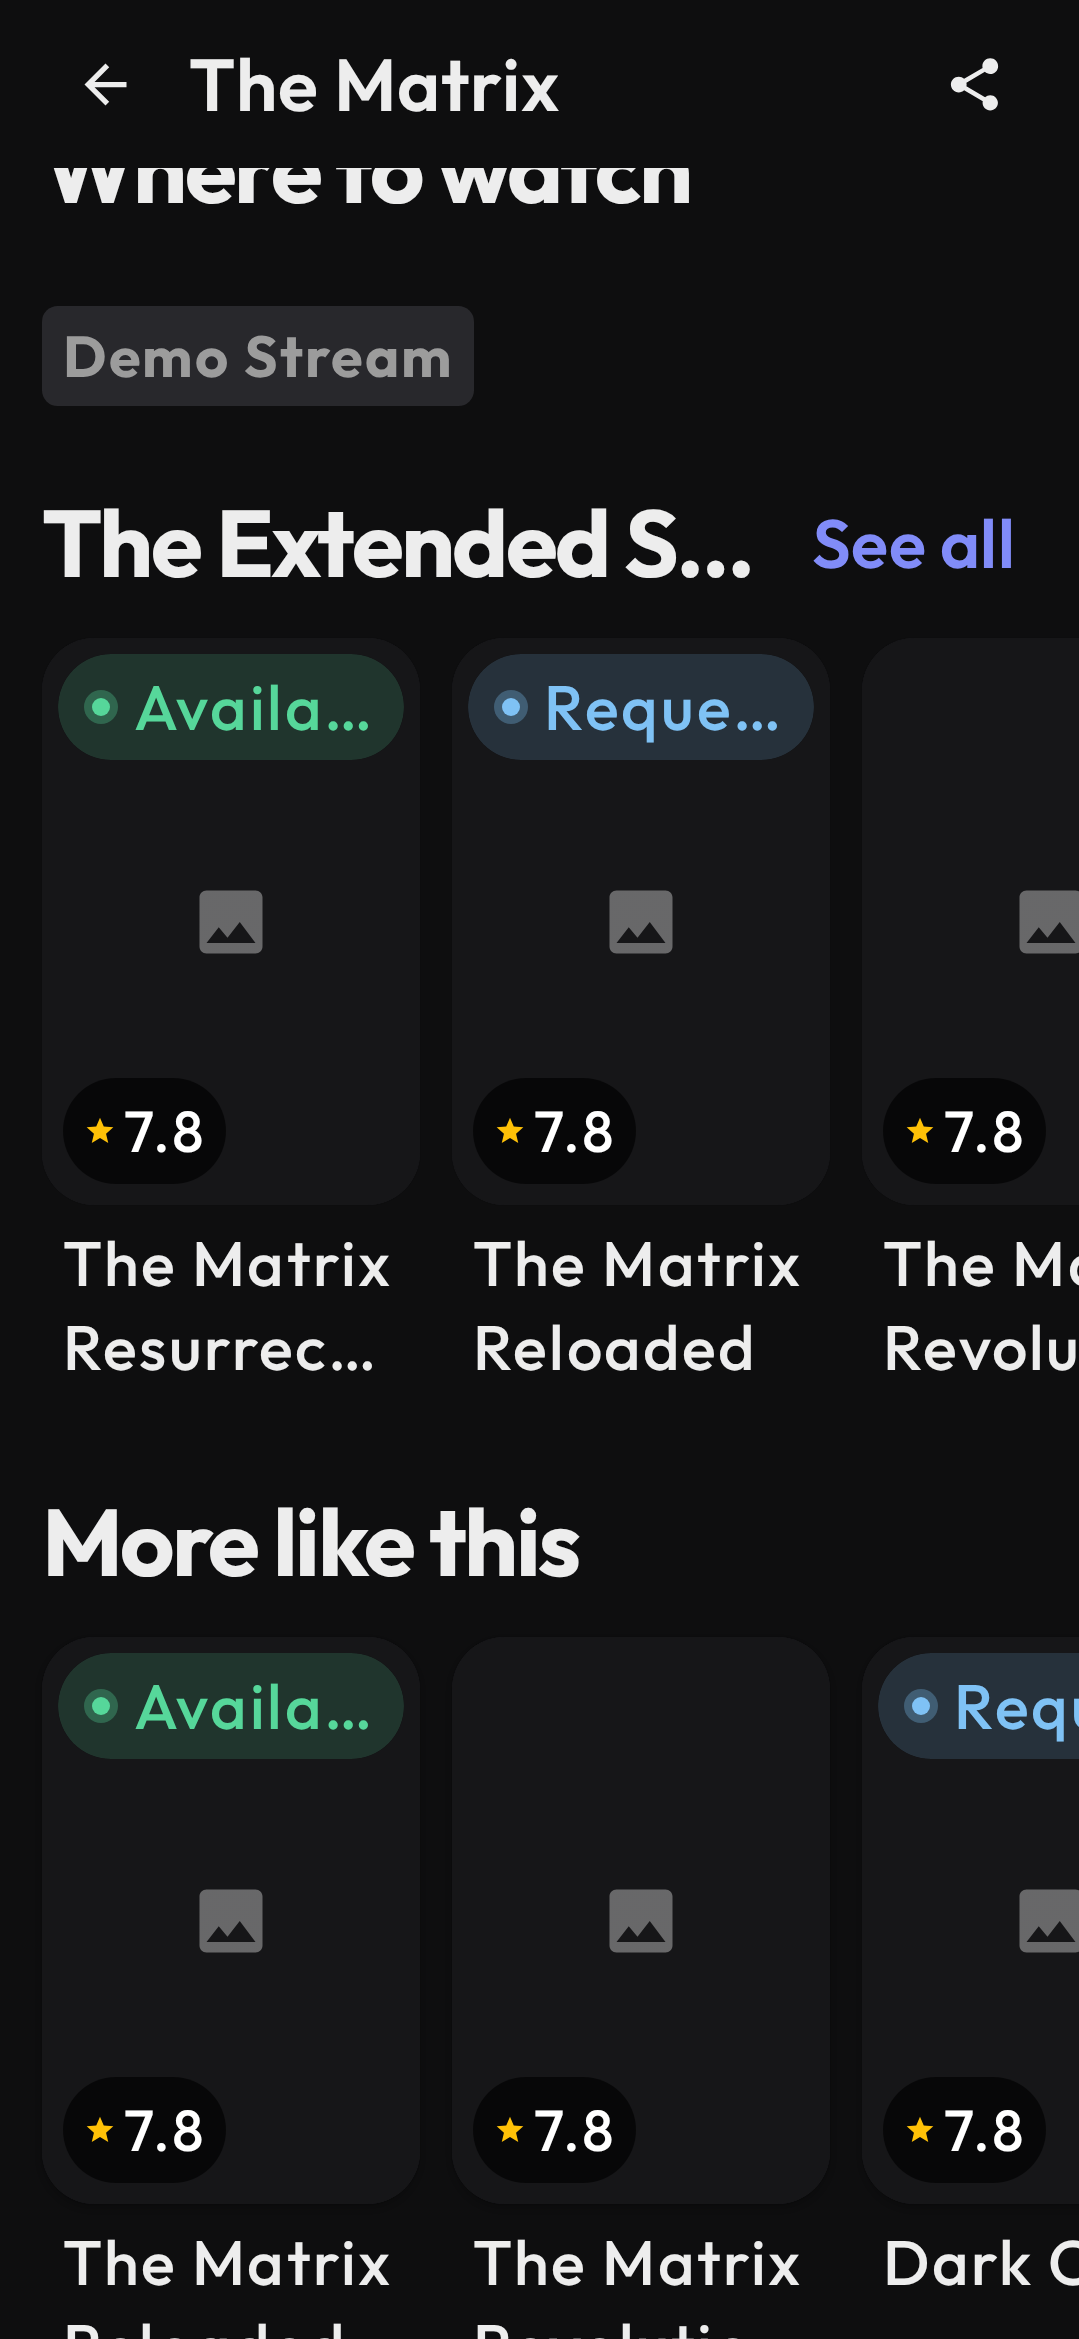 The Matrix
Where to watch
Demo Stream
The Extended S... See all
Availa... Reque...
7.8 7.8 7.8
The Matrix The Matrix The Ma
Resurrec... Reloaded Revolu
More like this
Availa... Requ
7.8 7.8 7.8
The Matrix The Matrix Dark C
Reloaded Revolutio